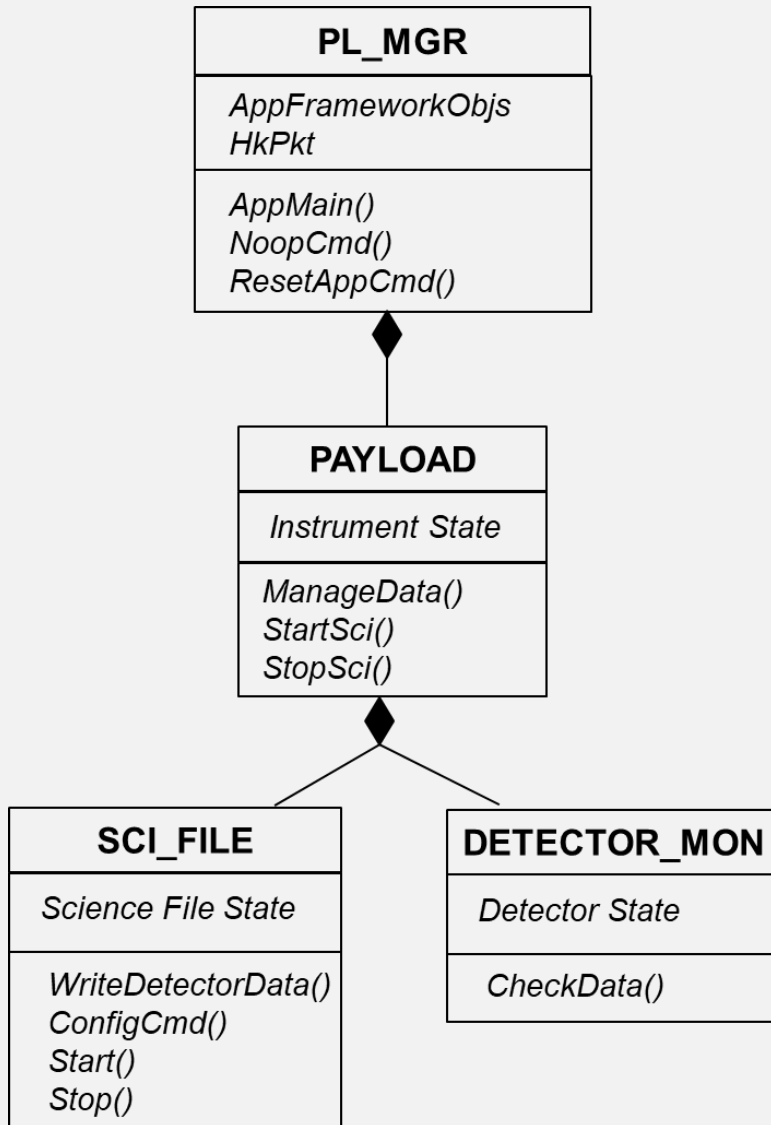 PL_MGR
AppFrameworkObjs
HkPkt
AppMain()
NoopCmd()
ResetAppCmd()
PAYLOAD
Instrument State
ManageData()
StartSci()
StopSci()
SCI_FILE
Science File State
WriteDetectorData()
ConfigCmd()
Start()
Stop()
DETECTOR_MON
Detector State
CheckData()